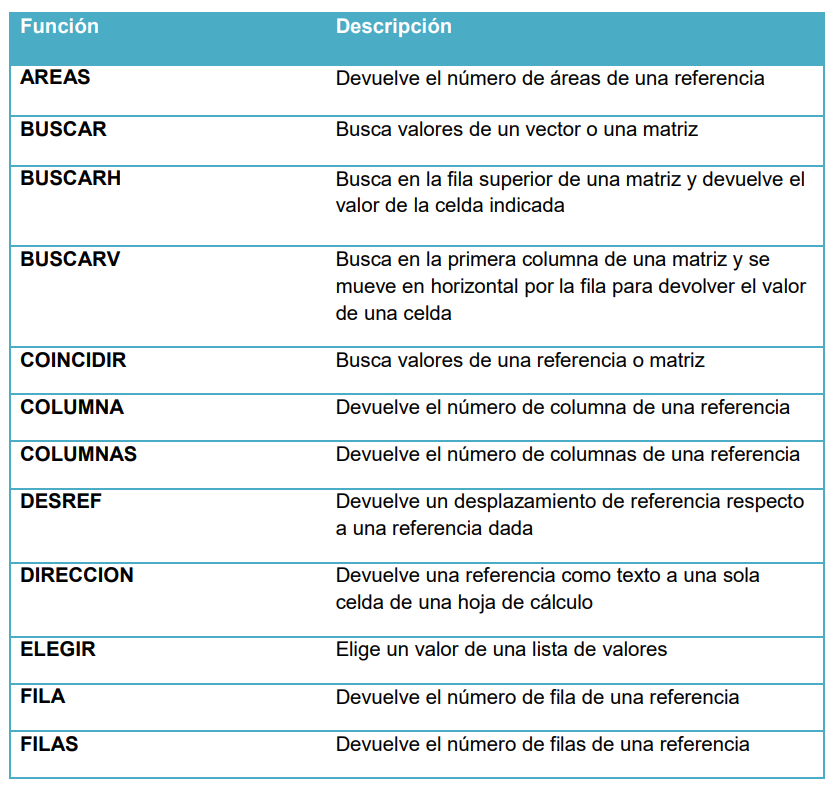 Función Descripción
AREAS Devuelve el número de áreas de una referencia
BUSCAR Busca valores de un vector o una matriz
BUSCARH Busca en la fila superior de una matriz y devuelve el
valor de la celda indicada
BUSCARV Busca en la primera columna de una matriz y se
mueve en horizontal por la fila para devolver el valor
de una celda
COINCIDIR Busca valores de una referencia o matriz
COLUMNA Devuelve el número de columna de una referencia
COLUMNAS Devuelve el número de columnas de una referencia
DESREF Devuelve un desplazamiento de referencia respecto
a una referencia dada
DIRECCION Devuelve una referencia como texto a una sola
celda de una hoja de cálculo
ELEGIR Elige un valor de una lista de valores
FILA Devuelve el número de fila de una referencia
FILAS Devuelve el número de filas de una referencia